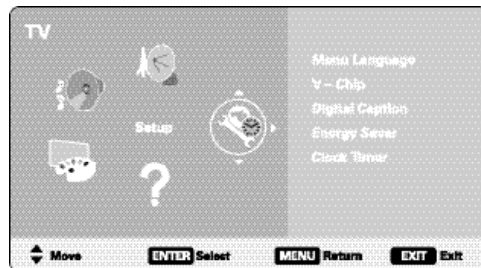 TV
Setup
Menu Language
V – Chip
Digital Caption
Energy Saver
Clock Timer
Move ENTER Select MENU Return EXIT Exit